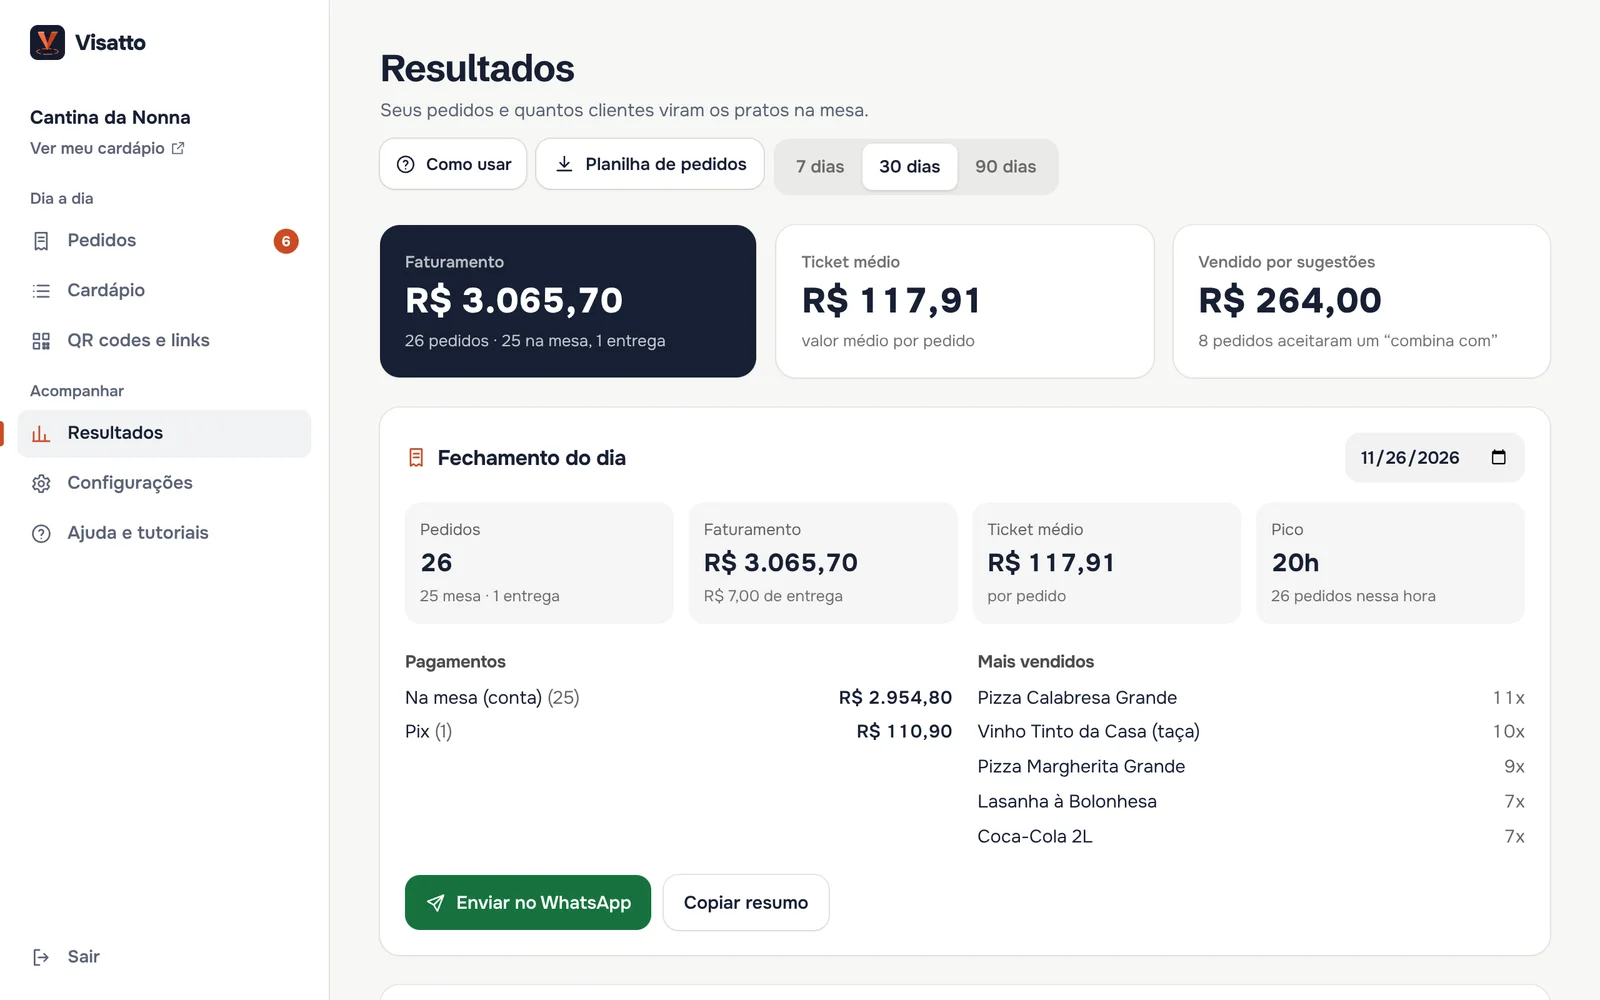 Visatto
Cantina da Nonna
Ver meu cardápio
Dia a dia
Pedidos
6
Cardápio
QR codes e links
Acompanhar
Resultados
Configurações
Ajuda e tutoriais
Sair
Resultados
Seus pedidos e quantos clientes viram os pratos na mesa.
Como usar
Planilha de pedidos
7 dias
30 dias
90 dias
Faturamento
R$ 3.065,70
26 pedidos · 25 na mesa, 1 entrega
Ticket médio
R$ 117,91
valor médio por pedido
Vendido por sugestões
R$ 264,00
8 pedidos aceitaram um “combina com”
Fechamento do dia
11/26/2026
Pedidos
26
25 mesa · 1 entrega
Faturamento
R$ 3.065,70
R$ 7,00 de entrega
Ticket médio
R$ 117,91
por pedido
Pico
20h
26 pedidos nessa hora
Pagamentos
Na mesa (conta) (25) R$ 2.954,80
Pix (1) R$ 110,90
Mais vendidos
Pizza Calabresa Grande 11x
Vinho Tinto da Casa (taça) 10x
Pizza Margherita Grande 9x
Lasanha à Bolonhesa 7x
Coca-Cola 2L 7x
Enviar no WhatsApp
Copiar resumo